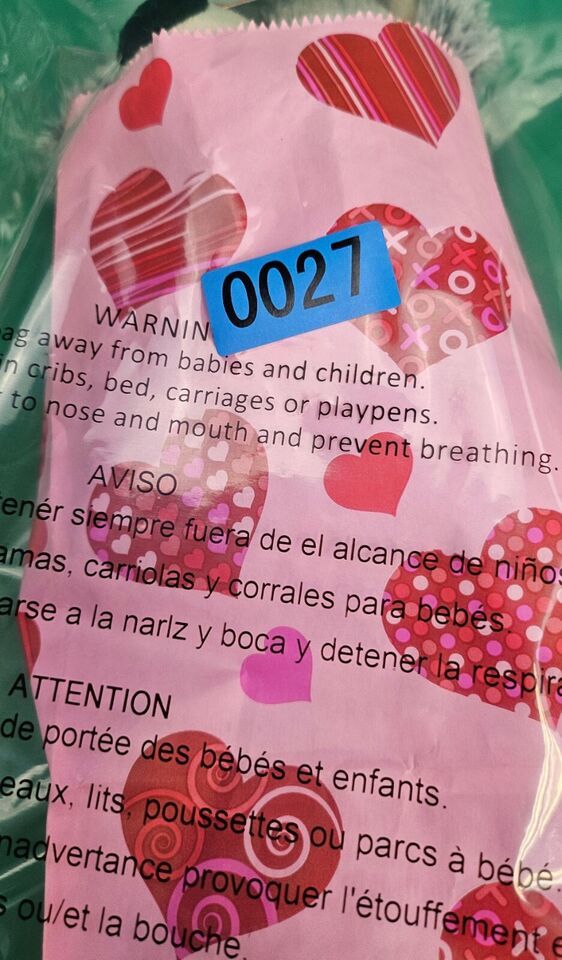 0027
WARNIN
ag away from babies and children.
in cribs, bed, carriages or playpens.
to nose and mouth and prevent breathing.
AVISO
enér siempre fuera de el alcance de niños
amas, carriolas y corrales para bebés.
arse a la narlz y boca y detener la respira
ATTENTION
de portée des bébés et enfants.
eaux, lits, poussettes ou parcs à bébé.
nadvertance provoquer l'étouffement e
s ou/et la bouche.